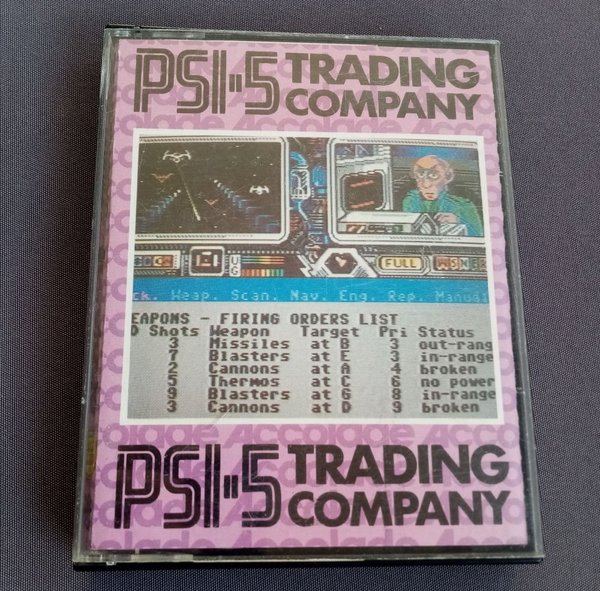 PSI-5 TRADING
COMPANY
UG
FULL
ck. Weap. Scan. Nav. Eng. Rep. Manual
EAPONS - FIRING ORDERS LIST
D Shots Weapon Target Pri Status
3 Missiles at B 3 out-rang
7 Blasters at E 3 in-range
2 Cannons at A 4 broken
5 Thermos at C 6 no power
9 Blasters at G 8 in-range
3 Cannons at D 9 broken
Accolade
PSI-5 TRADING
COMPANY